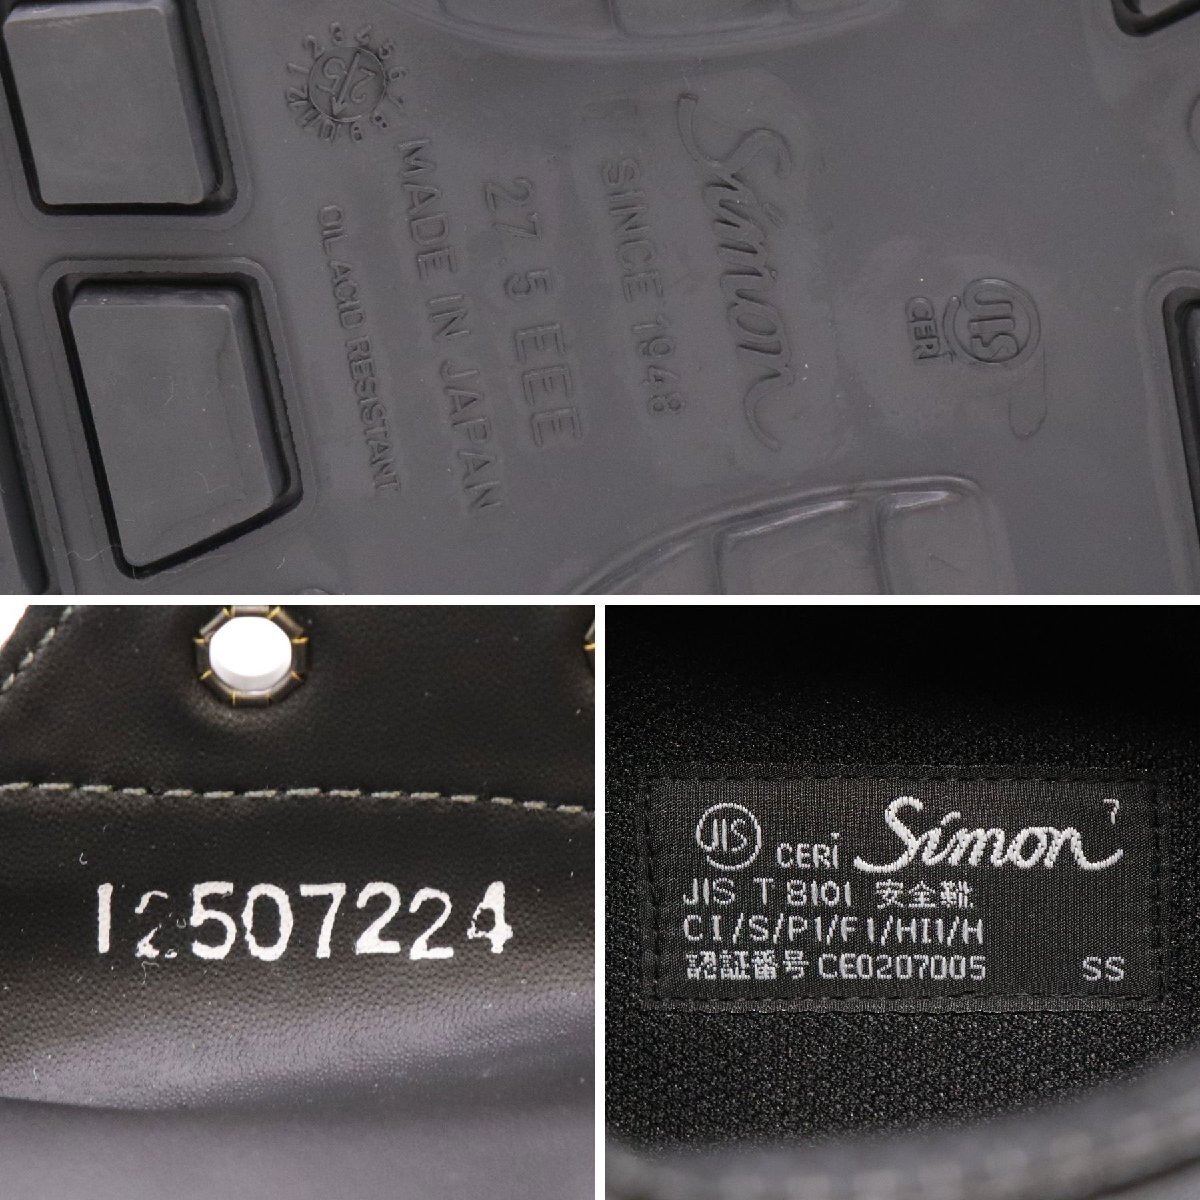 Simon
SINCE 1948
27.5 EEE
MADE IN JAPAN
OIL ACID RESISTANT
JIS
CERI
12507224
JIS CERI Simon 7
JIS T 8101 安全靴
CI/S/P1/F1/HI1/H
認証番号 CE0207005 SS